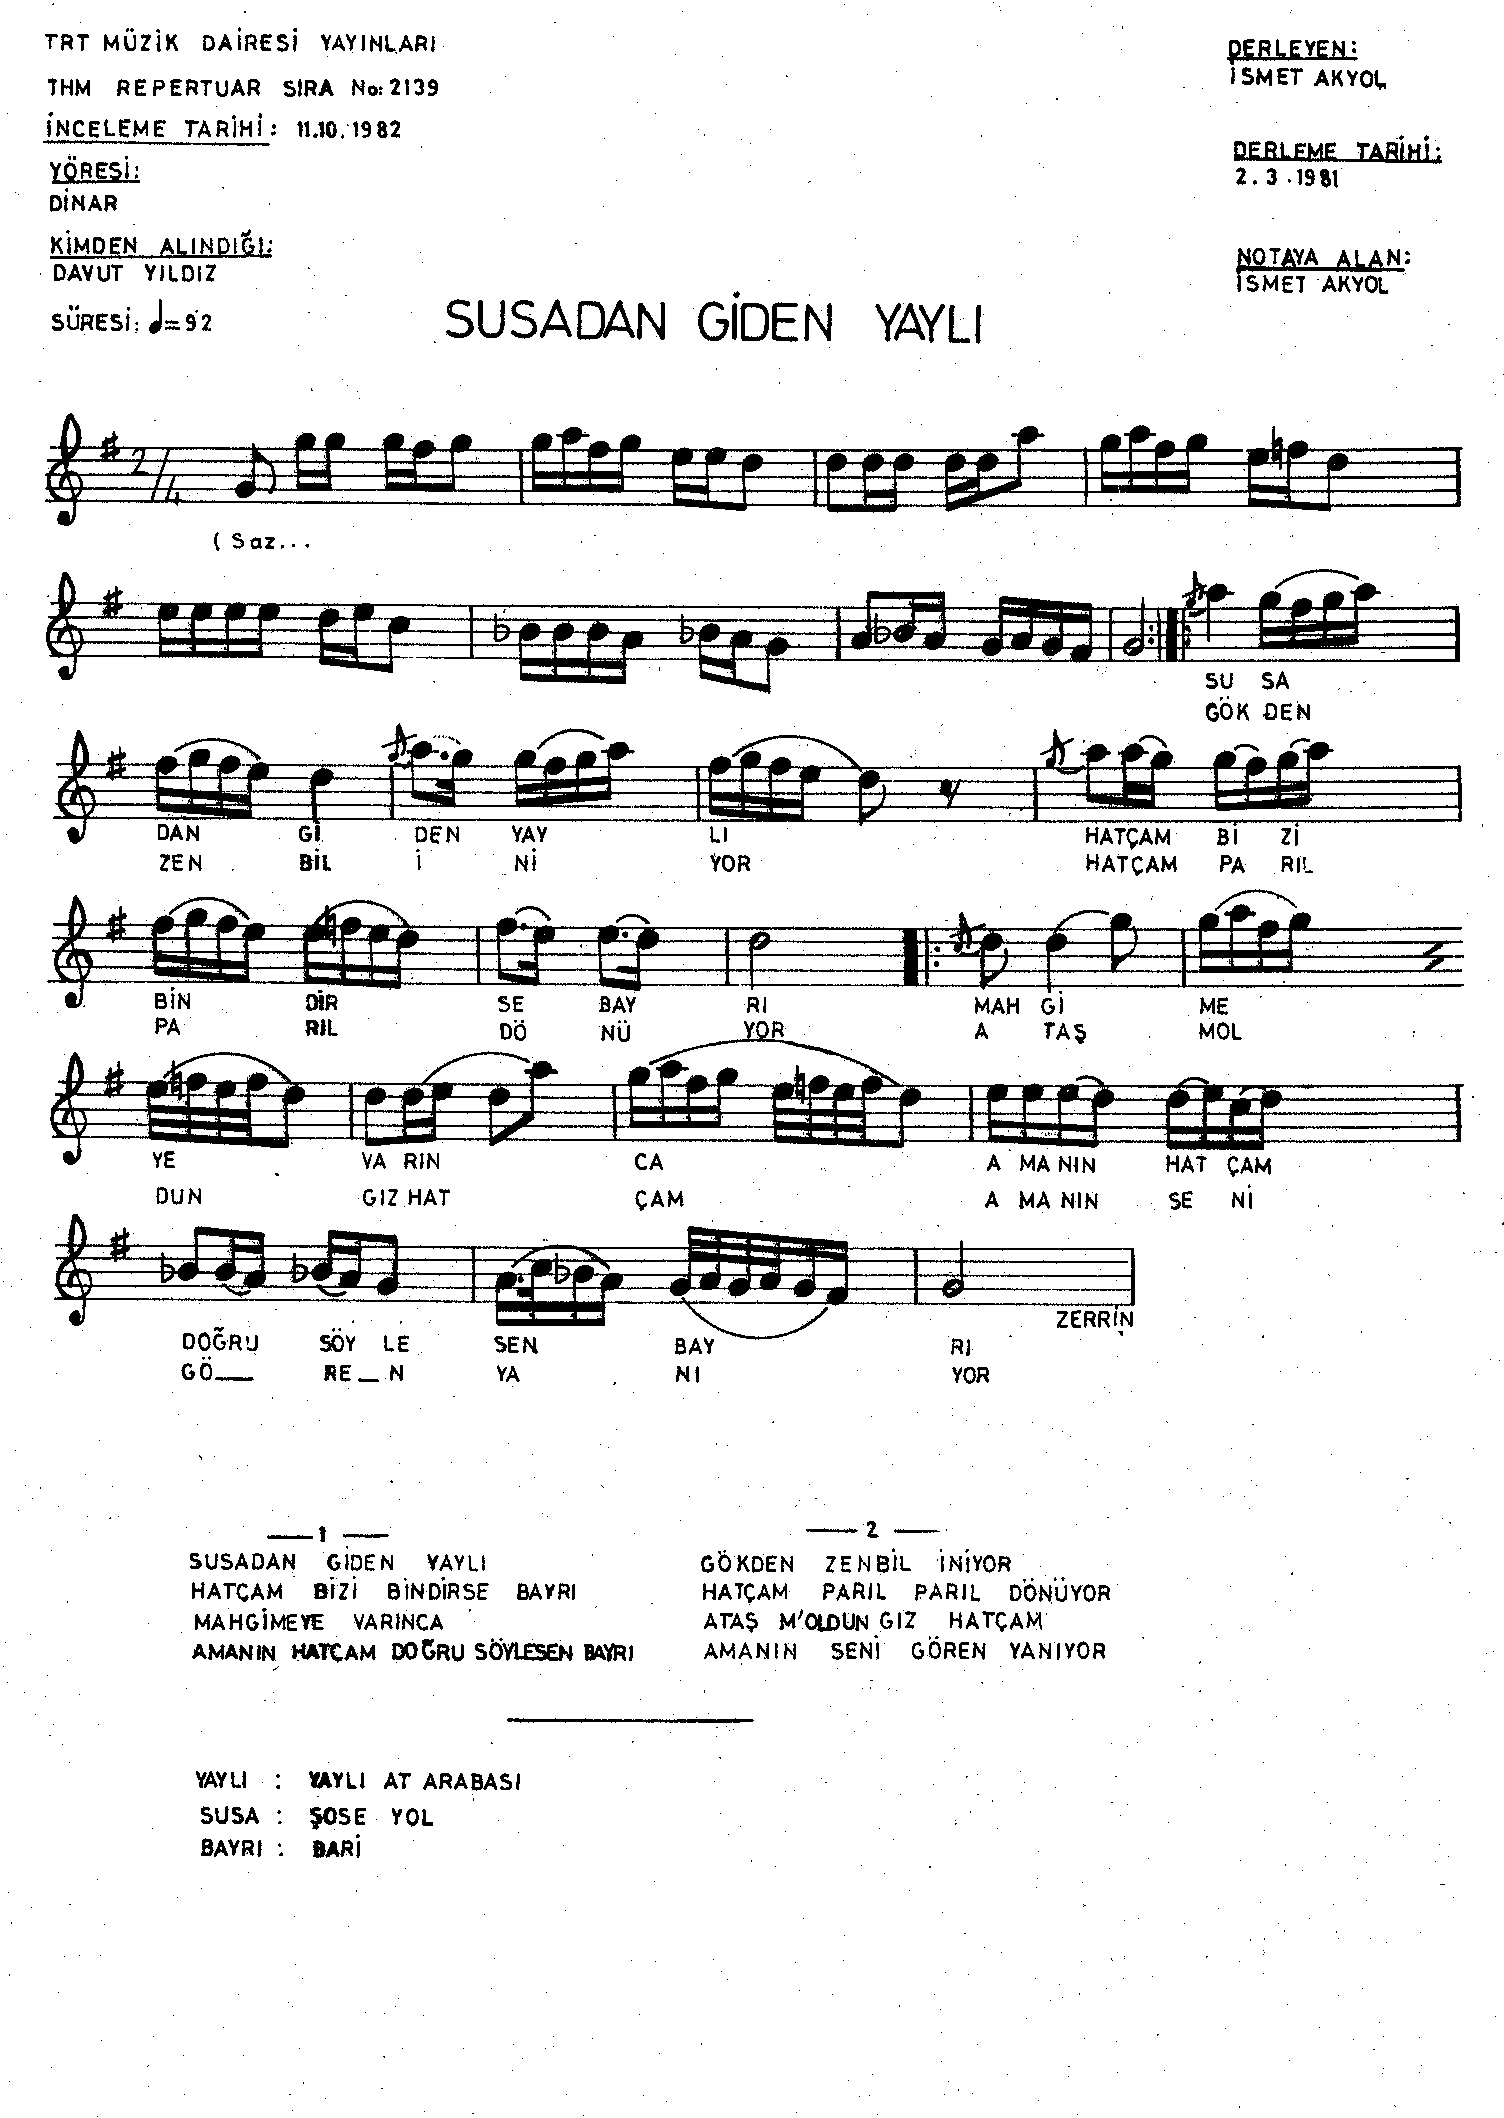 TRT MÜZİK DAİRESİ YAYINLARI
THM REPERTUAR SIRA No: 2139
İNCELEME TARİHİ: 11.10.1982
YÖRESİ:
DİNAR
KİMDEN ALINDIĞI:
DAVUT YILDIZ
SÜRESİ: ♩=92
DERLEYEN:
İSMET AKYOL
DERLEME TARİHİ:
2.3.1981
NOTAYA ALAN:
İSMET AKYOL
SUSADAN GİDEN YAYLI
2/4
(Saz...
SU SA
GÖK DEN
DAN Gİ DEN YAY LI HATÇAM Bİ Zİ
ZEN BİL İ Nİ YOR HATÇAM PA RIL
BİN DİR SE BAY RI MAH Gİ ME
PA RIL DÖ NÜ YOR A TAŞ MOL
YE VA RIN CA A MA NIN HAT ÇAM
DUN GIZ HAT ÇAM A MA NIN SE Nİ
ZERRİN
DOĞRU SÖY LE SEN BAY RI
GÖ__ RE_N YA NI YOR
—1—
SUSADAN GİDEN YAYLI
HATÇAM BİZİ BİNDİRSE BAYRI
MAHGİMEYE VARINCA
AMANIN HATÇAM DOĞRU SÖYLESEN BAYRI
—2—
GÖKDEN ZENBİL İNİYOR
HATÇAM PARIL PARIL DÖNÜYOR
ATAŞ M'OLDUN GIZ HATÇAM
AMANIN SENİ GÖREN YANIYOR
YAYLI : YAYLI AT ARABASI
SUSA : ŞOSE YOL
BAYRI : BARİ